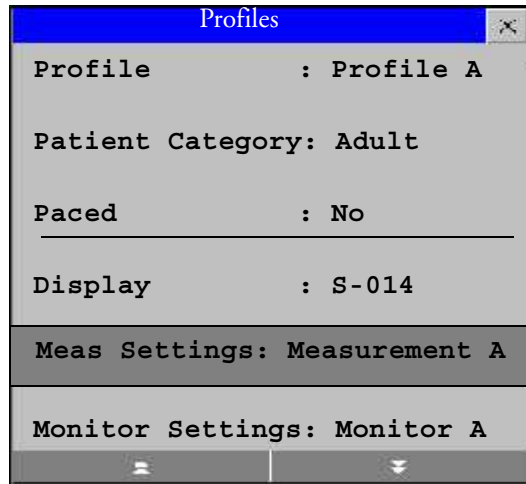 Profiles
Profile : Profile A
Patient Category: Adult
Paced : No
Display : S-014
Meas Settings: Measurement A
Monitor Settings: Monitor A